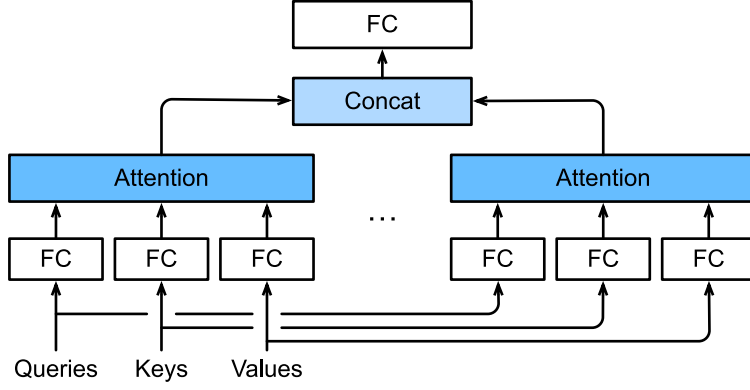 FC
Concat
Attention Attention
...
FC FC FC FC FC FC
Queries Keys Values